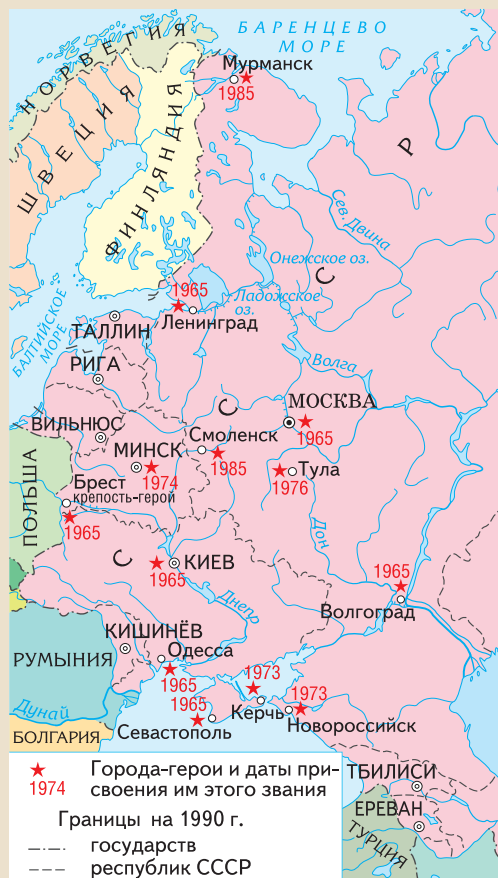 БАРЕНЦЕВО
МОРЕ
НОРВЕГИЯ
Мурманск
1985
ШВЕЦИЯ
ФИНЛЯНДИЯ
Р
Сев. Двина
Онежское оз.
С
1965
Ладожское
оз.
Ленинград
БАЛТИЙСКОЕ
МОРЕ
ТАЛЛИН
РИГА
Волга
С
МОСКВА
1965
ВИЛЬНЮС
Смоленск
1985
МИНСК
1974
Тула
1976
ПОЛЬША
Брест
крепость-герой
1965
Дон
С
КИЕВ
1965
1965
Волгоград
Днепр
КИШИНЁВ
Одесса
1965
РУМЫНИЯ
1973
Керчь
1973
Новороссийск
1965
Севастополь
Дунай
БОЛГАРИЯ
ТБИЛИСИ
ЕРЕВАН
ТУРЦИЯ
1974
Города-герои и даты при-
своения им этого звания
Границы на 1990 г.
государств
республик СССР